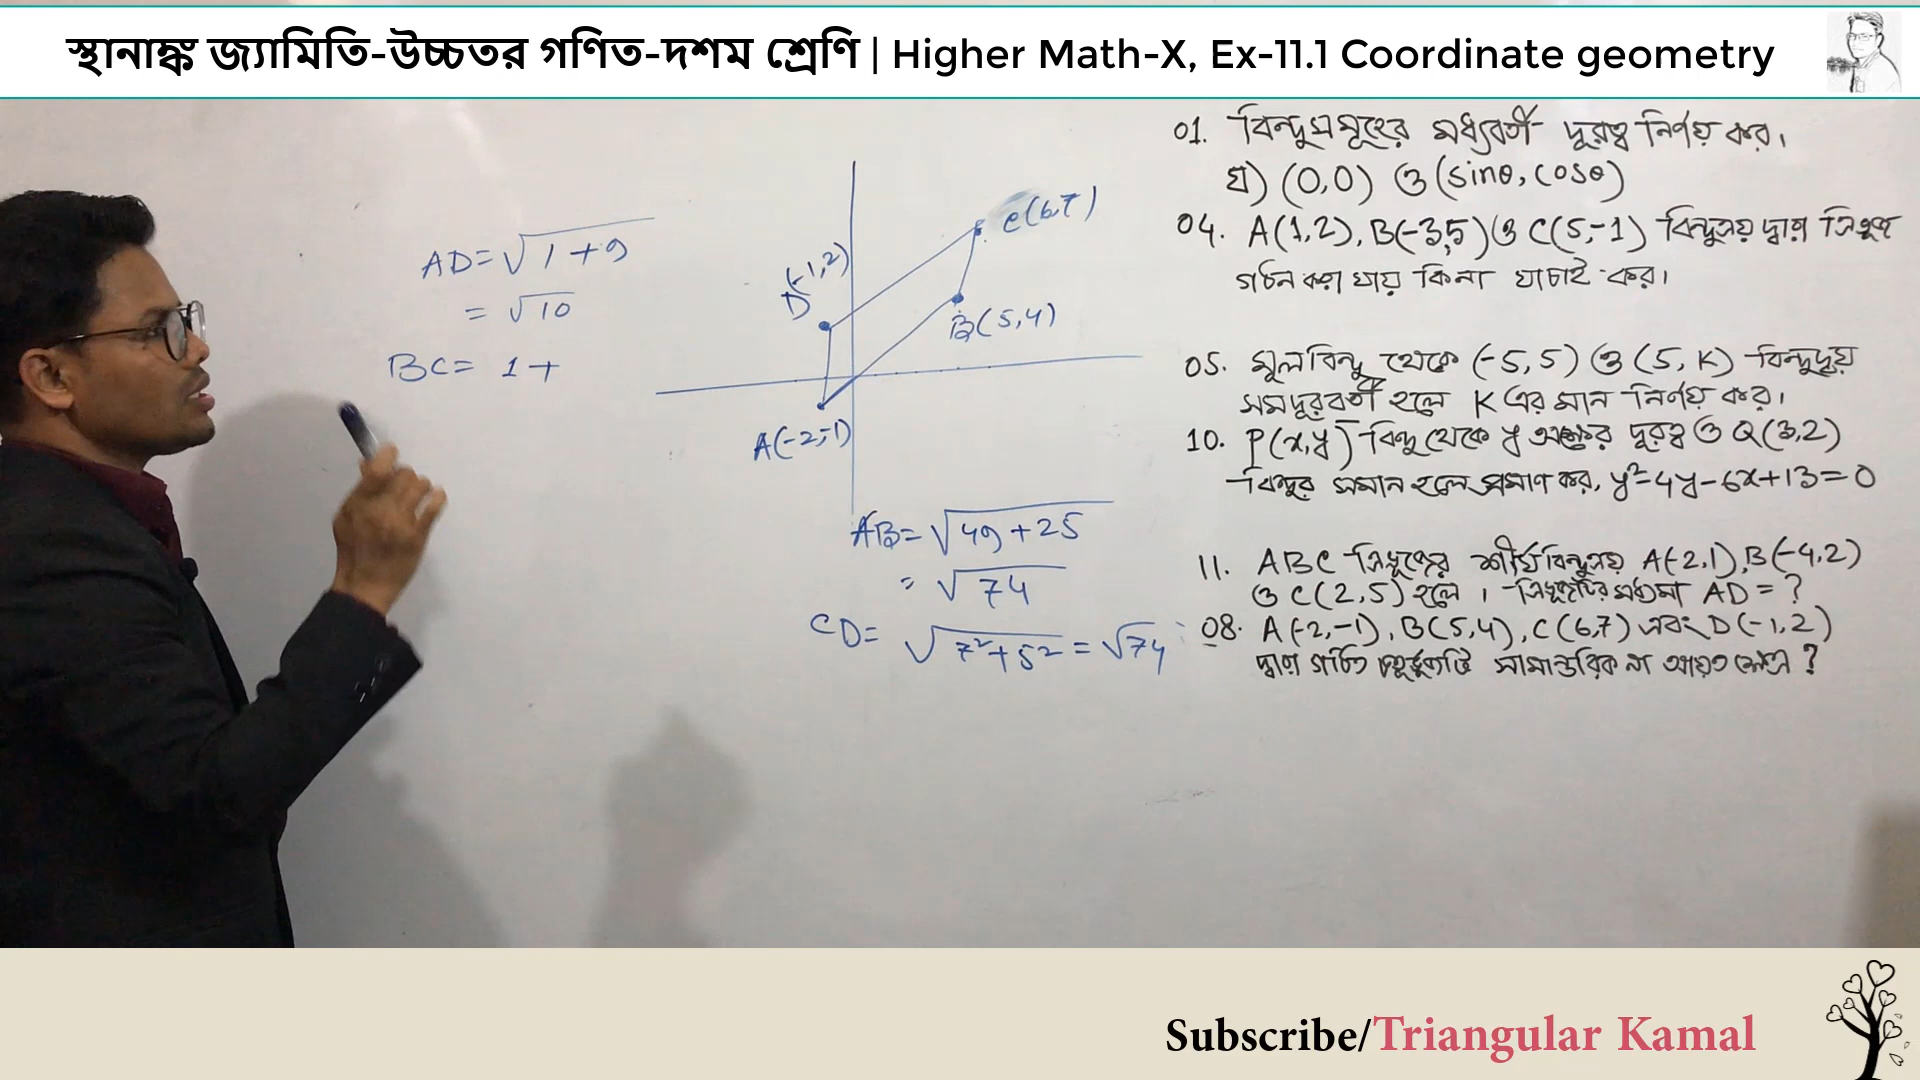 স্থানাঙ্ক জ্যামিতি-উচ্চতর গণিত-দশম শ্রেণি | Higher Math-X, Ex-11.1 Coordinate geometry
01. বিন্দুসমূহের মধ্যবর্তী দূরত্ব নির্ণয় কর।
ঘ) (0,0) ও (sinθ, cosθ)
04. A(1,2), B(-3,5) ও C(5,-1) বিন্দুত্রয় দ্বারা ত্রিভুজ
গঠন করা যায় কিনা যাচাই কর।
05. মূলবিন্দু থেকে (-5,5) ও (5,K) বিন্দুদ্বয়
সমদূরবর্তী হলে K এর মান নির্ণয় কর।
10. P(x,y) বিন্দু থেকে y অক্ষের দূরত্ব ও Q(3,2)
বিন্দুর সমান হলে প্রমাণ কর, y²-4y-6x+13=0
11. ABC ত্রিভুজের শীর্ষবিন্দুত্রয় A(-2,1), B(-4,2)
ও C(2,5) হলে। ত্রিভুজটির মধ্যমা AD = ?
08. A(-2,-1), B(5,4), C(6,7) এবং D(-1,2)
দ্বারা গঠিত চতুর্ভুজটি সামান্তরিক না আয়তক্ষেত্র ?
AD = √1+9
= √10
BC = 1+
C(6,7)
D (-1,2)
B(5,4)
A(-2,-1)
AB = √49+25
= √74
CD = √7²+5² = √74
Subscribe/Triangular Kamal